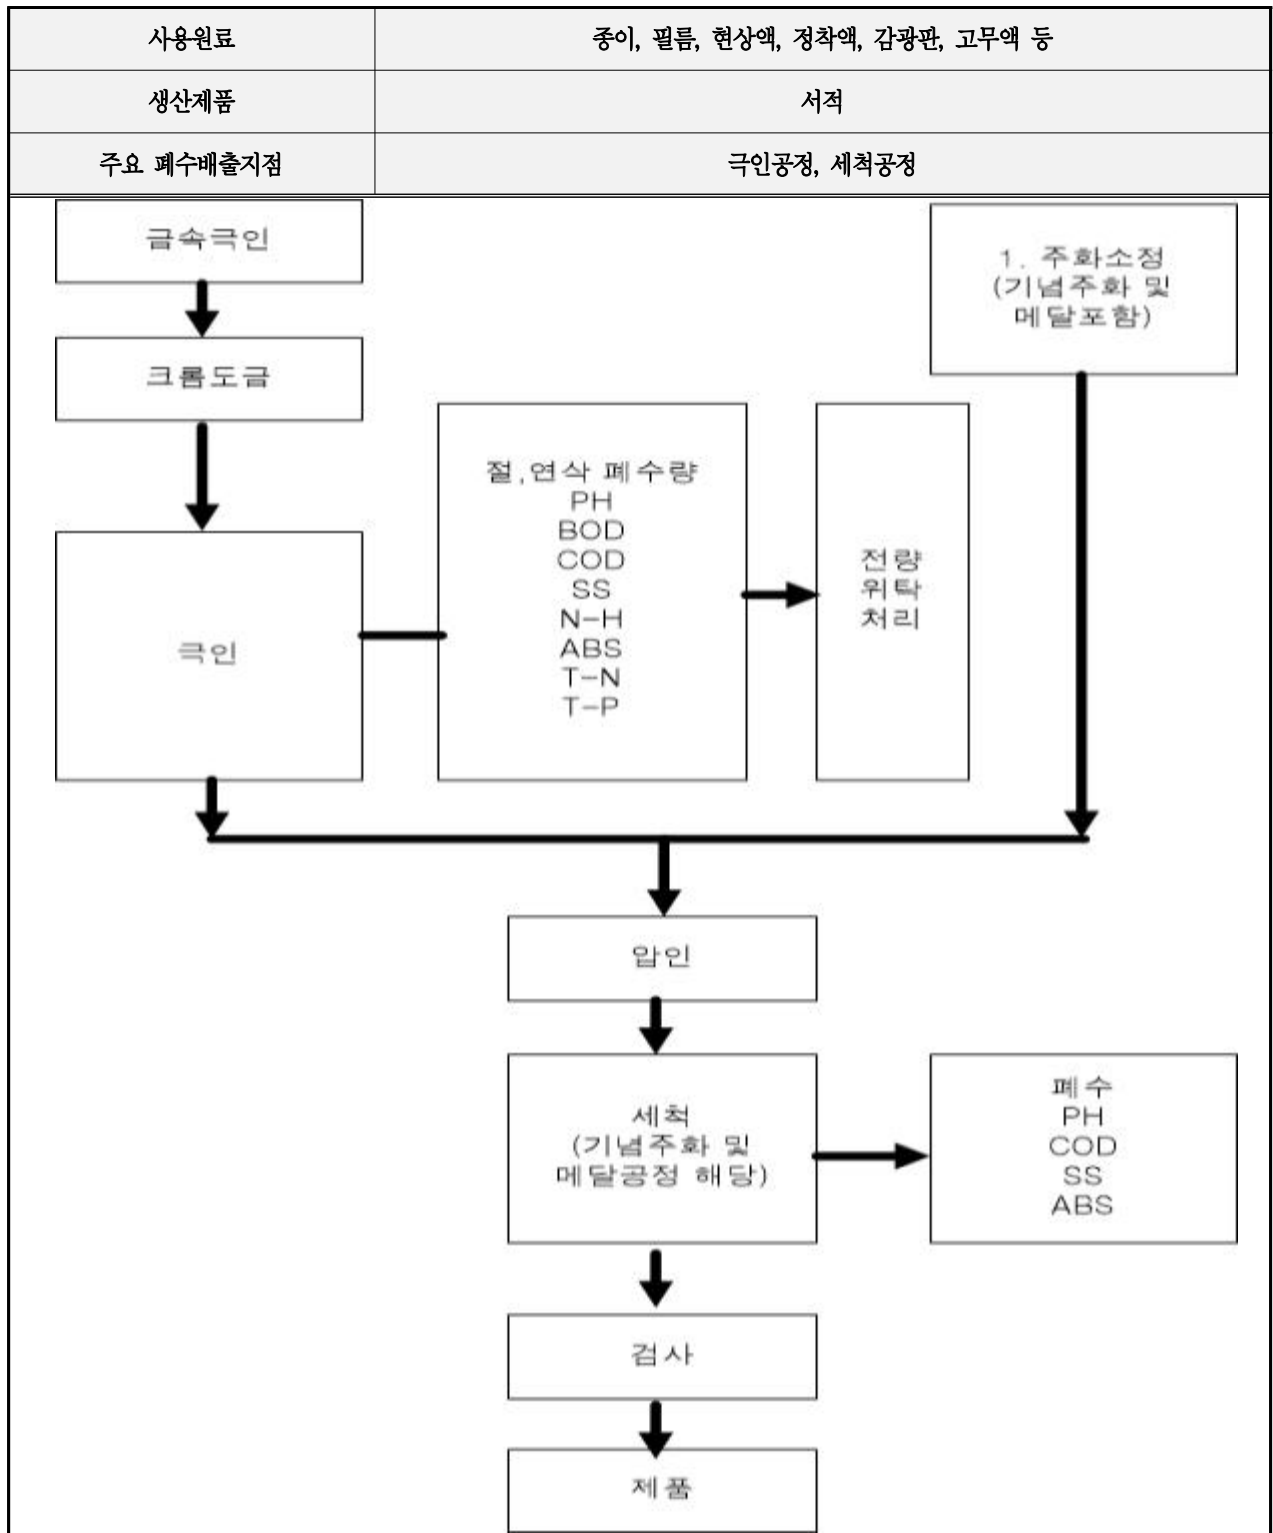 사용원료
종이, 필름, 현상액, 정착액, 감광판, 고무액 등
생산제품
서적
주요 폐수배출지점
극인공정, 세척공정
금속극인
1. 주화소정
(기념주화 및
메달포함)
크롬도금
절,연삭 폐수량
PH
BOD
COD
SS
N-H
ABS
T-N
T-P
전량
위탁
처리
극인
압인
세척
(기념주화 및
메달공정 해당)
폐수
PH
COD
SS
ABS
검사
제품